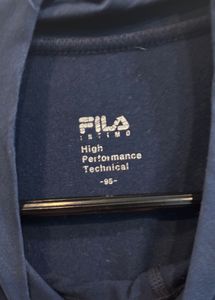 FILA
INTIMO
High
Performance
Technical
-95-